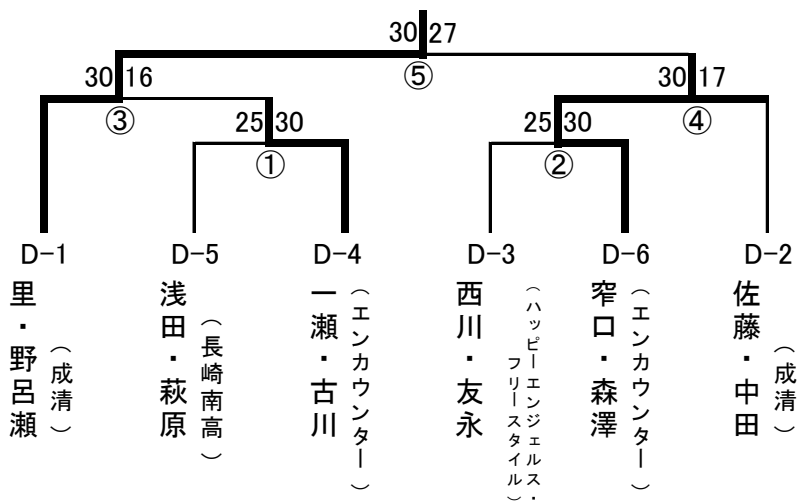 30 27
⑤
30 16
30 17
③
④
25 30
25 30
①
②
D-1
D-5
D-4
D-3
D-6
D-2
里・野呂瀬
（成清）
浅田・萩原
（長崎南高）
一瀬・古川
（エンカウンター）
西川・友永
（ハッピーエンジェルス・
フリースタイル）
窄口・森澤
（エンカウンター）
佐藤・中田
（成清）